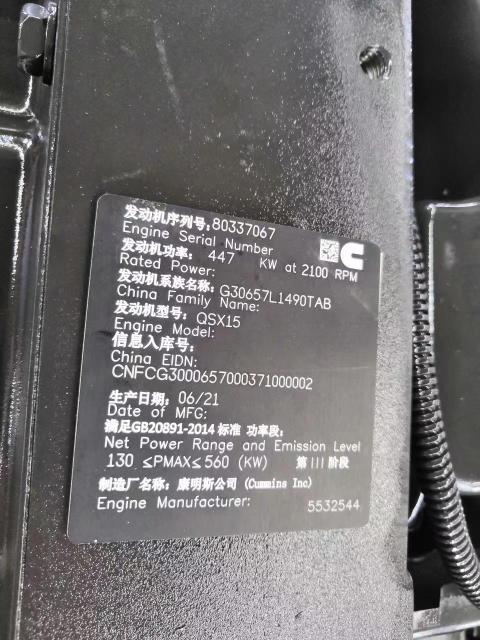 发动机序列号:80337067
Engine Serial Number
发动机功率: 447 KW at 2100 RPM
Rated Power:
发动机系族名称: G30657L1490TAB
China Family Name:
发动机型号: QSX15
Engine Model:
信息入库号:
China EIDN:
CNFCG3000657000371000002
生产日期: 06/21
Date of MFG:
满足GB20891-2014 标准 功率段:
Net Power Range and Emission Level
130 ≤PMAX≤ 560 (KW) 第 III 阶段
制造厂名称: 康明斯公司 (Cummins Inc)
Engine Manufacturer: 5532544